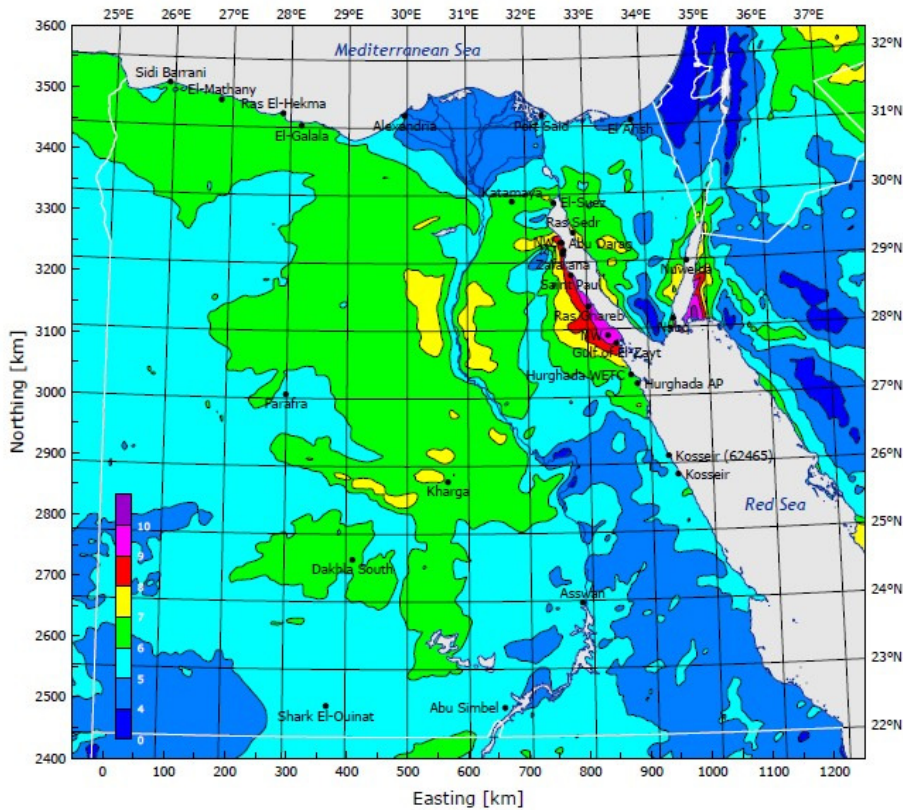 25°E 26°E 27°E 28°E 29°E 30°E 31°E 32°E 33°E 34°E 35°E 36°E 37°E
3600
32°N
Mediterranean Sea
Sidi Barrani
El-Mathany
3500
Ras El-Hekma
31°N
El-Galala
Alexandria
Port Said
El Arish
3400
Katamaya
30°N
3300
El-Suez
Ras Sedr
NW
Abu Darag
29°N
Zafarana
Nuweiba
3200
Saint Paul
Ras Ghareb
28°N
3100
NW
Nabq
Gulf of El-Zayt
Hurghada WETC
Hurghada AP
27°N
3000
Farafra
Northing [km]
2900
Kosseir (62465)
26°N
Kosseir
Kharga
2800
Red Sea
25°N
10
9
2700
Dakhla South
8
7
24°N
Asswan
6
2600
5
23°N
4
2500
Shark El-Ouinat
Abu Simbel
0
22°N
2400
0 100 200 300 400 500 600 700 800 900 1000 1100 1200
Easting [km]